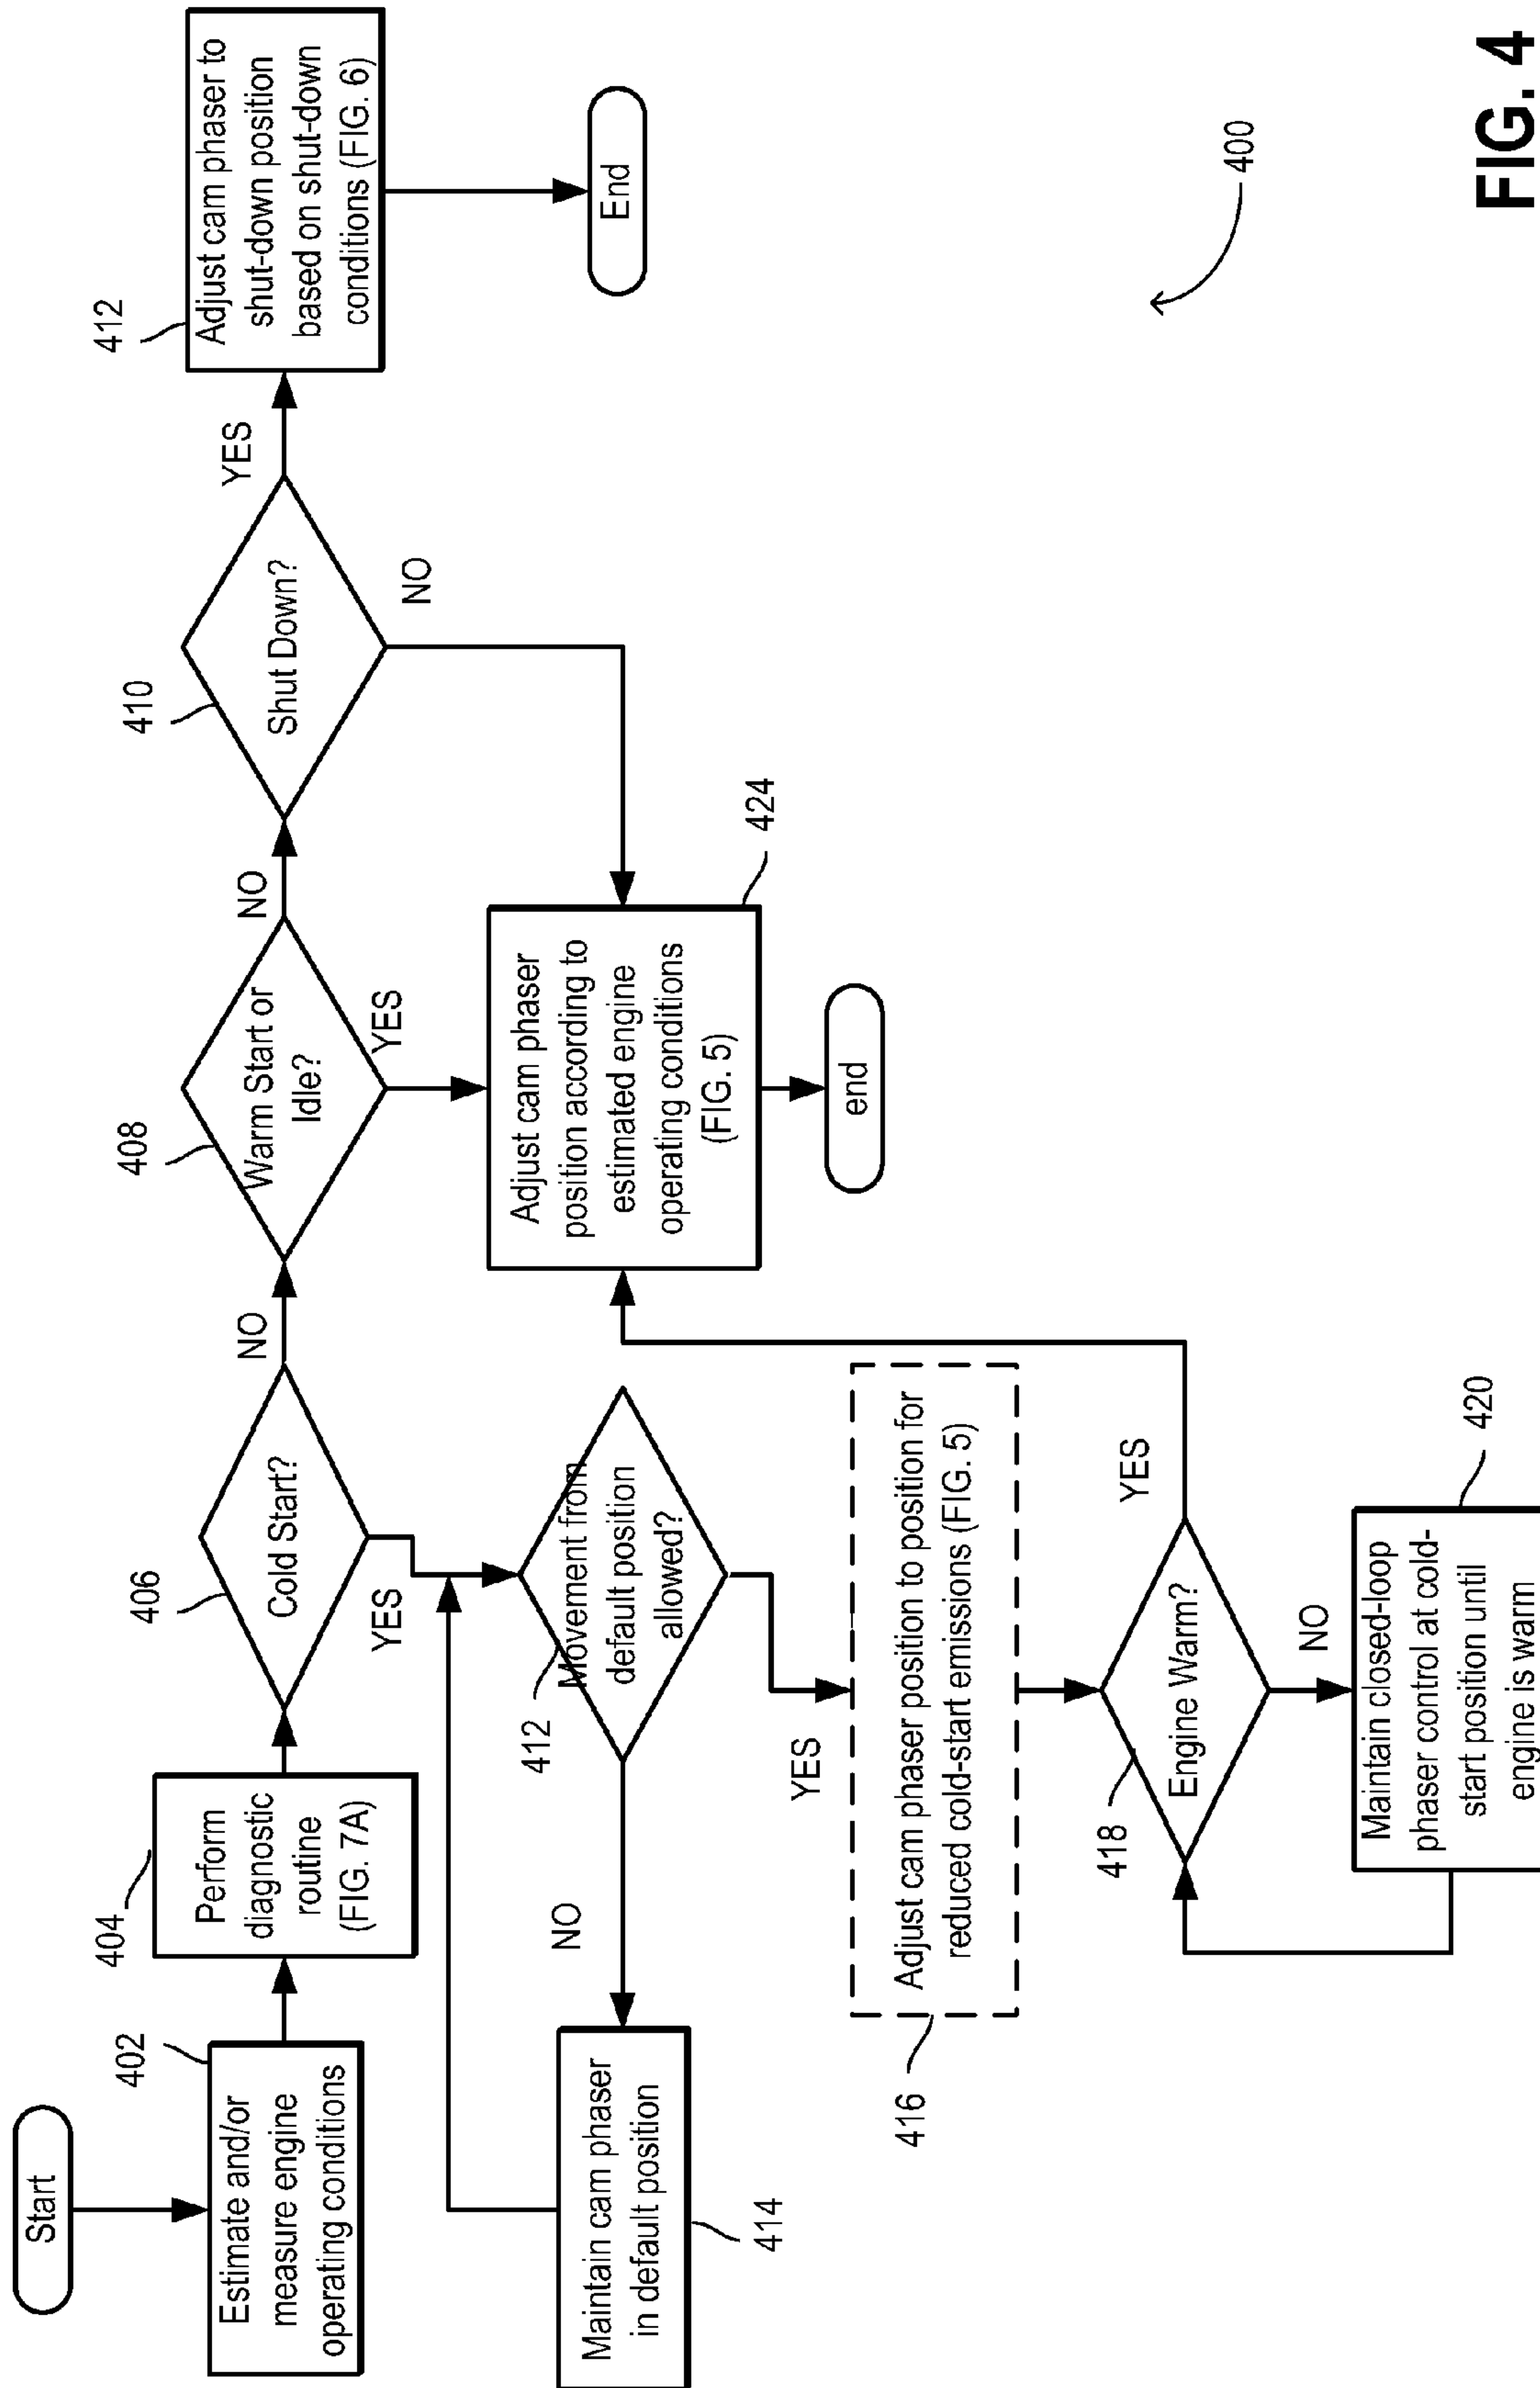 Start
402
Estimate and/or
measure engine
operating conditions
404
Perform
diagnostic
routine
(FIG. 7A)
406
Cold Start?
NO
YES
408
Warm Start or
Idle?
NO
YES
410
Shut Down?
YES
NO
412
Adjust cam phaser to
shut-down position
based on shut-down
conditions (FIG. 6)
End
412
Movement from
default position
allowed?
NO
YES
Maintain cam phaser
in default position
414
424
Adjust cam phaser
position according to
estimated engine
operating conditions
(FIG. 5)
end
416
Adjust cam phaser position to position for
reduced cold-start emissions (FIG. 5)
418
Engine Warm?
YES
NO
420
Maintain closed-loop
phaser control at cold-
start position until
engine is warm
400
FIG. 4